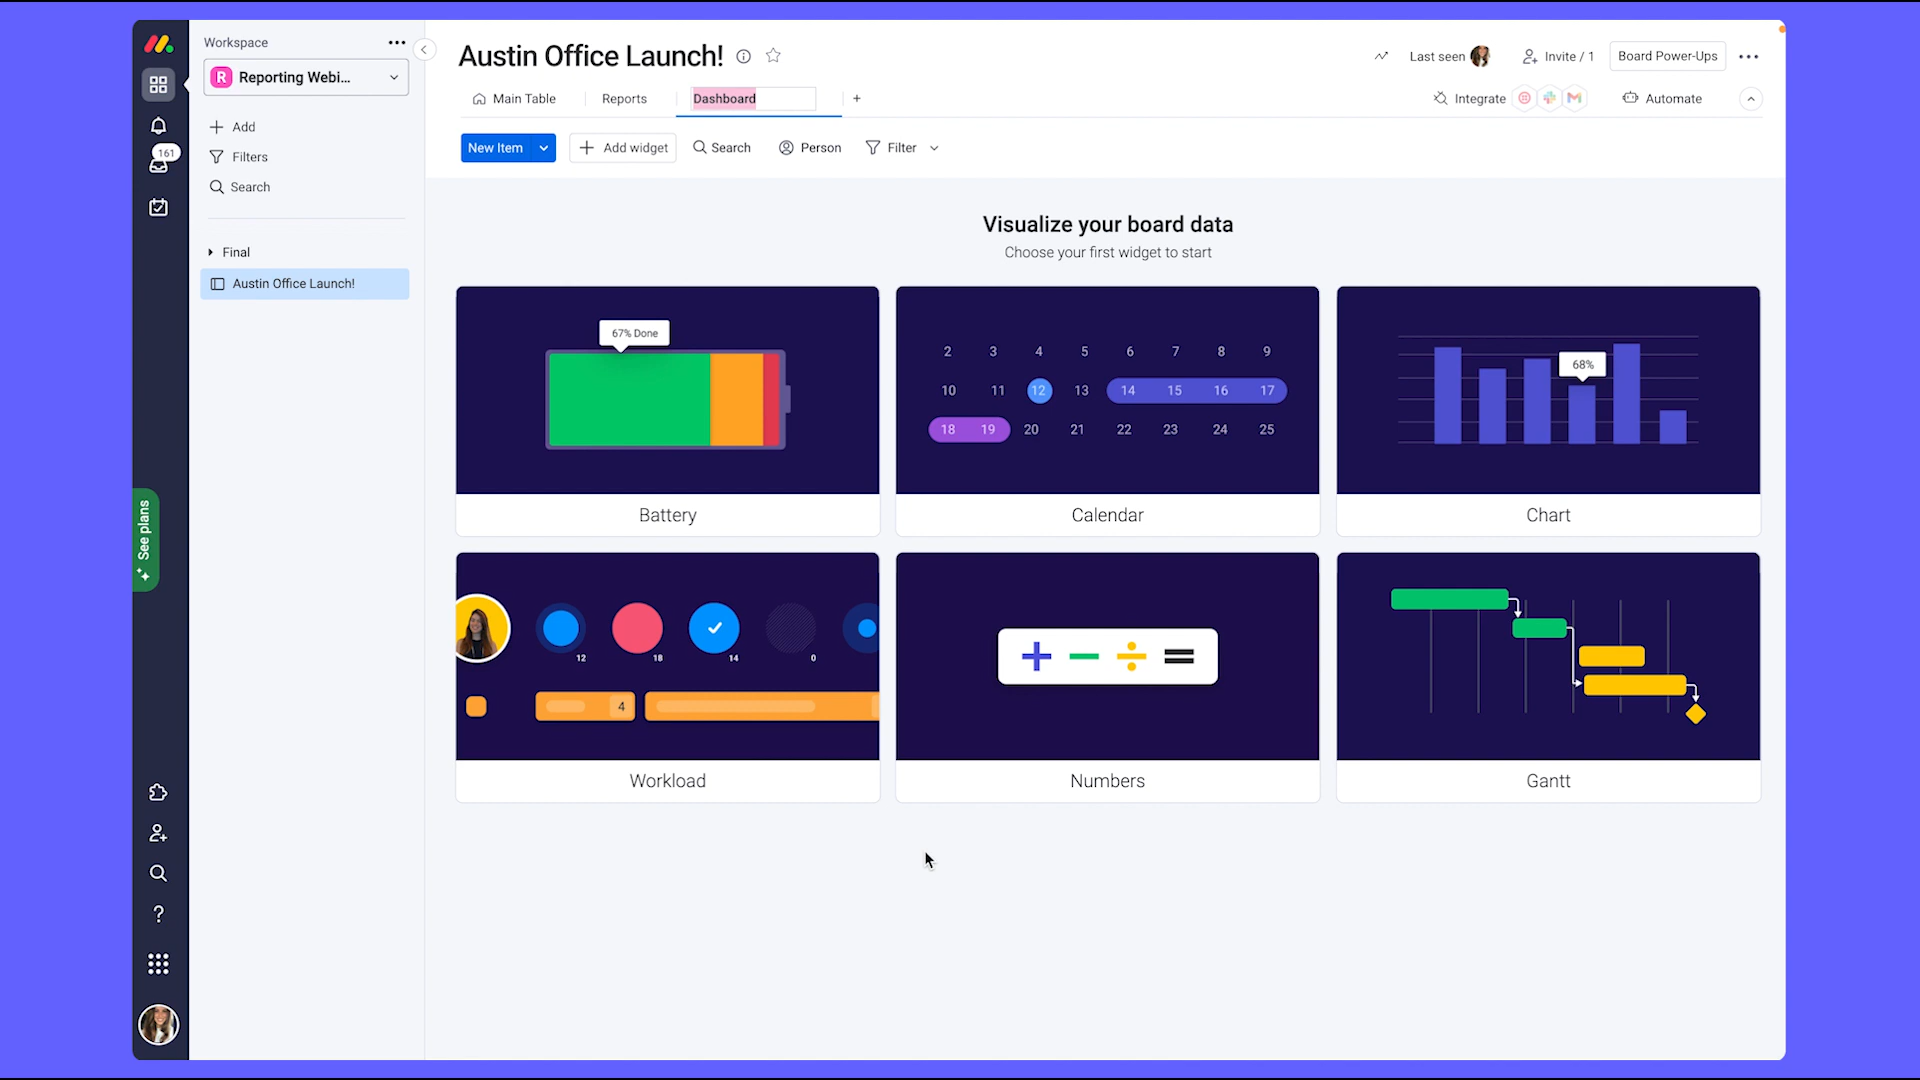 Workspace
R Reporting Webi...
Add
Filters
Search
Final
Austin Office Launch!
161
See plans
Austin Office Launch!
Last seen
Invite / 1
Board Power-Ups
Main Table
Reports
Dashboard
+
Integrate
Automate
New Item
Add widget
Search
Person
Filter
Visualize your board data
Choose your first widget to start
67% Done
Battery
2 3 4 5 6 7 8 9
10 11 12 13 14 15 16 17
18 19 20 21 22 23 24 25
Calendar
68%
Chart
12 18 14 0
4
Workload
+ − ÷ =
Numbers
Gantt
?